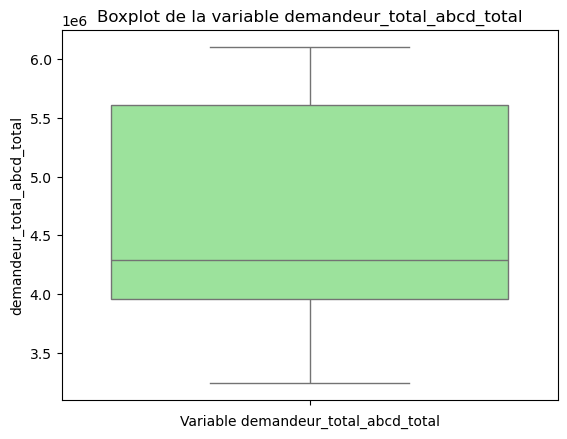 Boxplot de la variable demandeur_total_abcd_total
1e6
6.0
5.5
5.0
4.5
4.0
3.5
demandeur_total_abcd_total
Variable demandeur_total_abcd_total